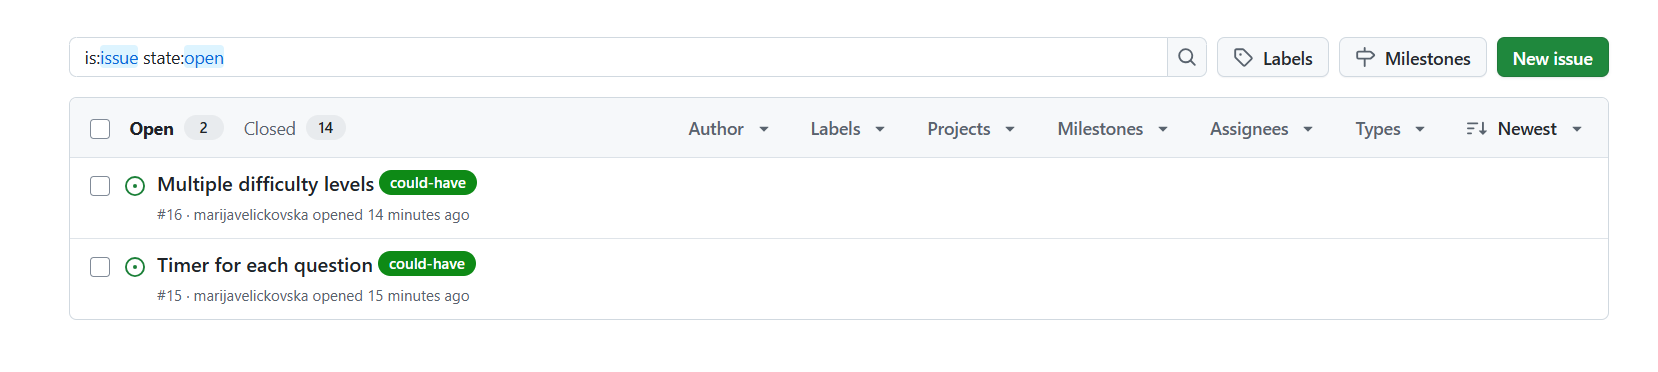 is:issue state:open Labels Milestones New issue
Open 2 Closed 14 Author Labels Projects Milestones Assignees Types Newest
Multiple difficulty levels could-have
#16 · marijavelickovska opened 14 minutes ago
Timer for each question could-have
#15 · marijavelickovska opened 15 minutes ago